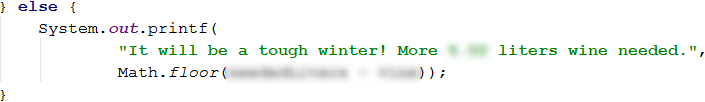 } else {
System.out.printf(
"It will be a tough winter! More liters wine needed.",
Math.floor());
}